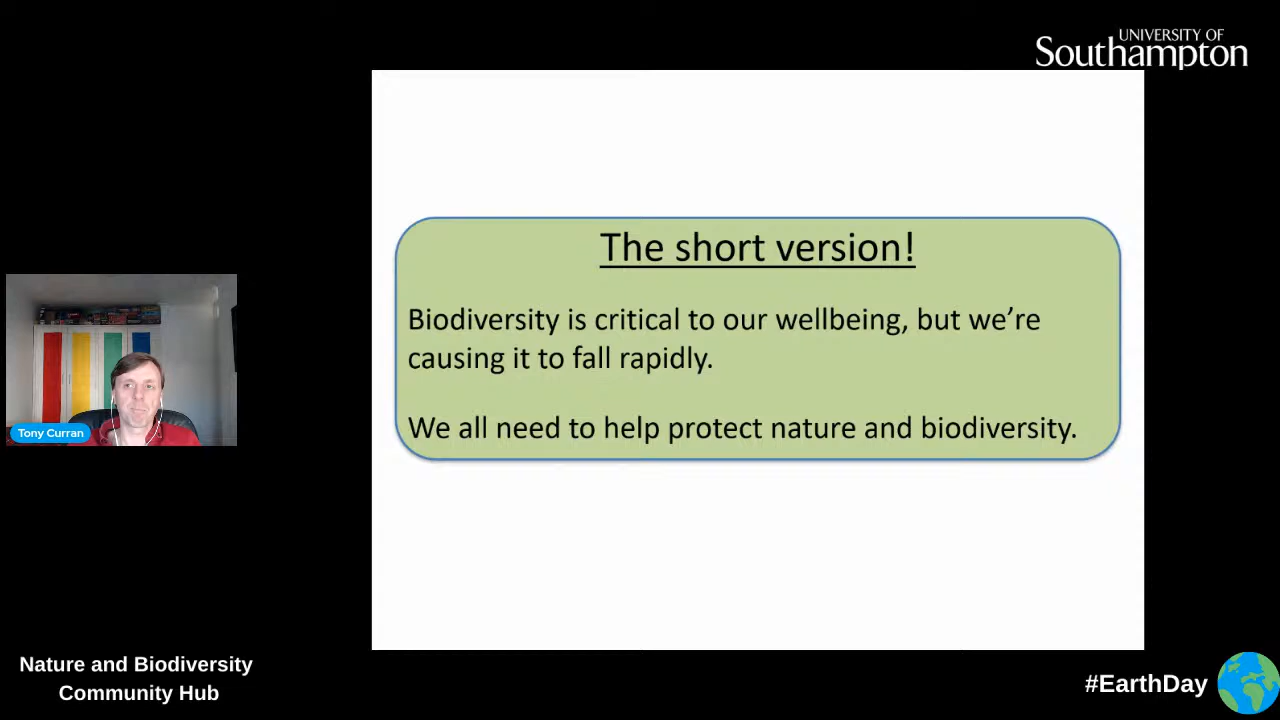 UNIVERSITY OF
Southampton
The short version!
Biodiversity is critical to our wellbeing, but we’re
causing it to fall rapidly.
We all need to help protect nature and biodiversity.
Tony Curran
Nature and Biodiversity
Community Hub
#EarthDay